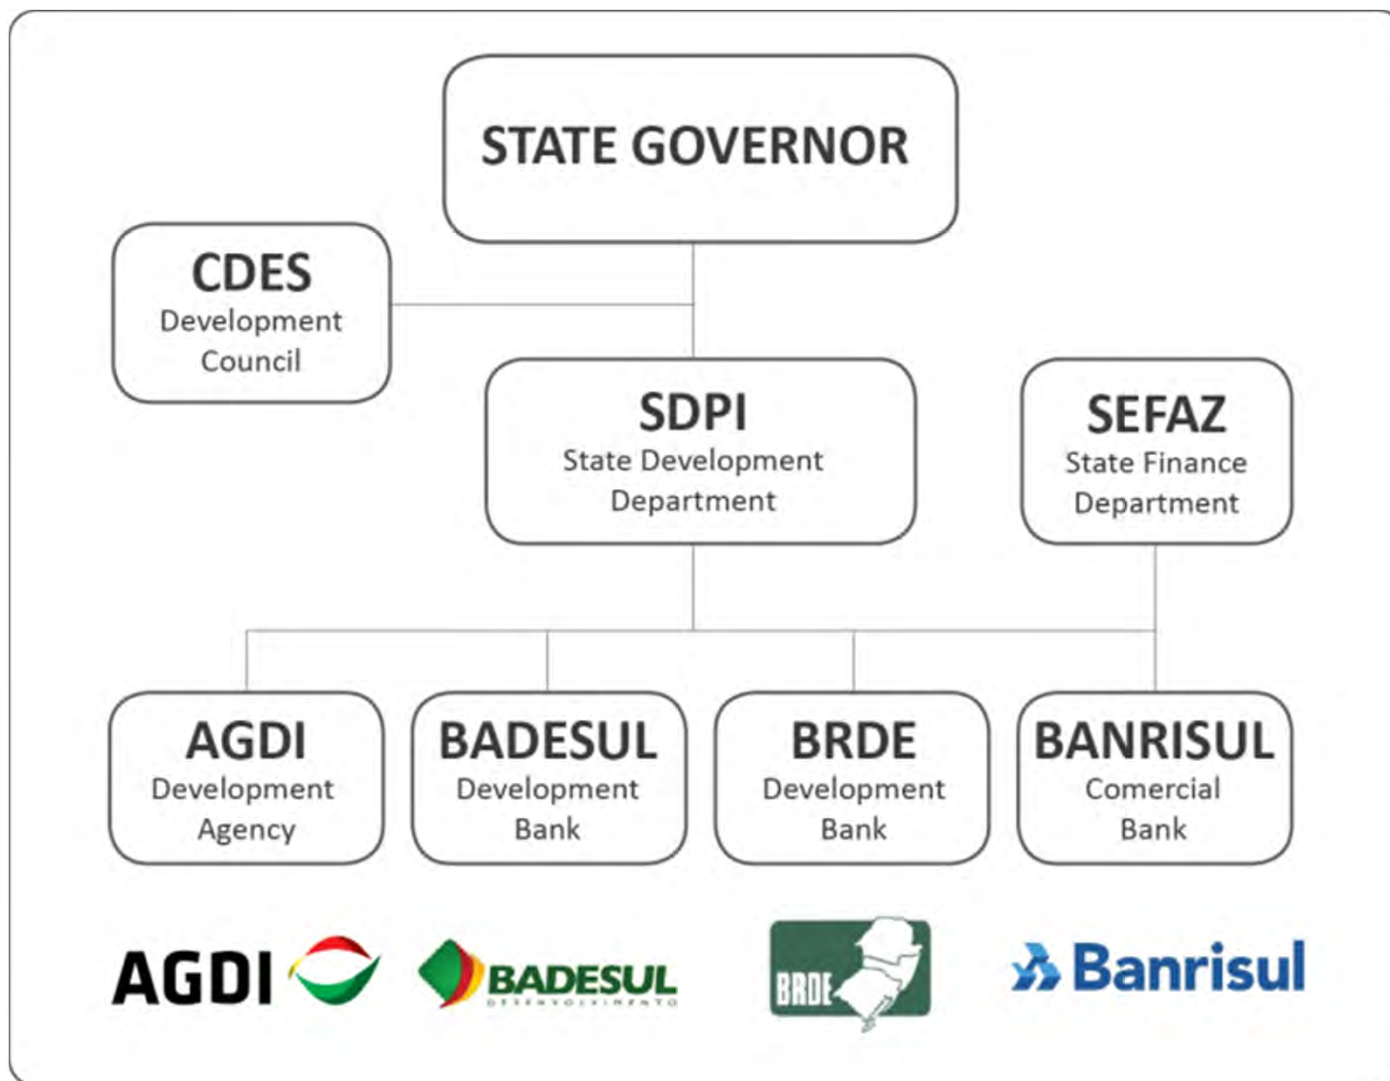 STATE GOVERNOR
CDES
Development
Council
SDPI
State Development
Department
SEFAZ
State Finance
Department
AGDI
Development
Agency
BADESUL
Development
Bank
BRDE
Development
Bank
BANRISUL
Comercial
Bank
AGDI
BADESUL
DESENVOLVIMENTO
BRDE
Banrisul